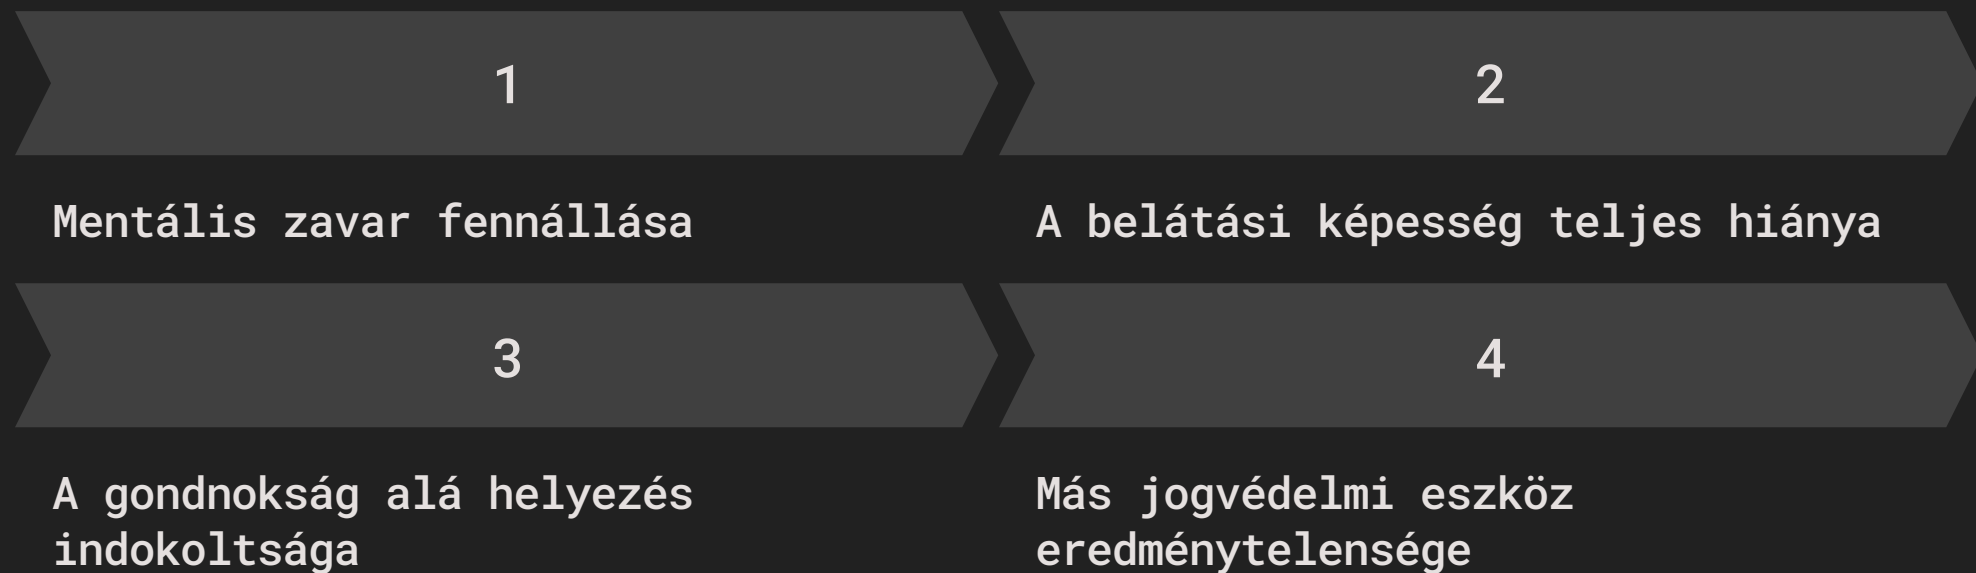 1
2
Mentális zavar fennállása
A belátási képesség teljes hiánya
3
4
A gondnokság alá helyezés
indokoltsága
Más jogvédelmi eszköz
eredménytelensége